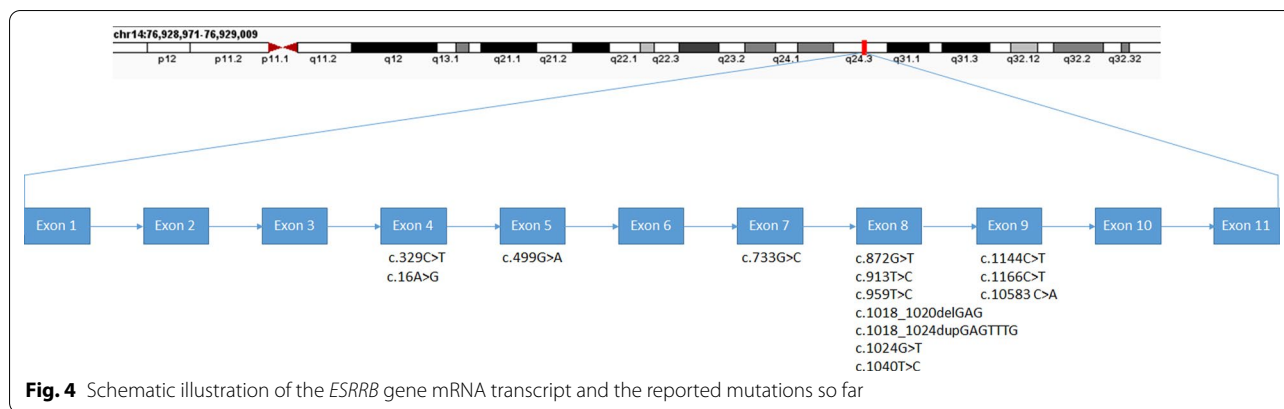 chr14:76,928,971-76,929,009
p12 p11.2 p11.1 q11.2 q12 q13.1 q21.1 q21.2 q22.1 q22.3 q23.2 q24.1 q24.3 q31.1 q31.3 q32.12 q32.2 q32.32
Exon 1 Exon 2 Exon 3 Exon 4 Exon 5 Exon 6 Exon 7 Exon 8 Exon 9 Exon 10 Exon 11
c.329C>T
c.16A>G
c.499G>A
c.733G>C
c.872G>T
c.913T>C
c.959T>C
c.1018_1020delGAG
c.1018_1024dupGAGTTTG
c.1024G>T
c.1040T>C
c.1144C>T
c.1166C>T
c.10583 C>A
Fig. 4 Schematic illustration of the ESRRB gene mRNA transcript and the reported mutations so far